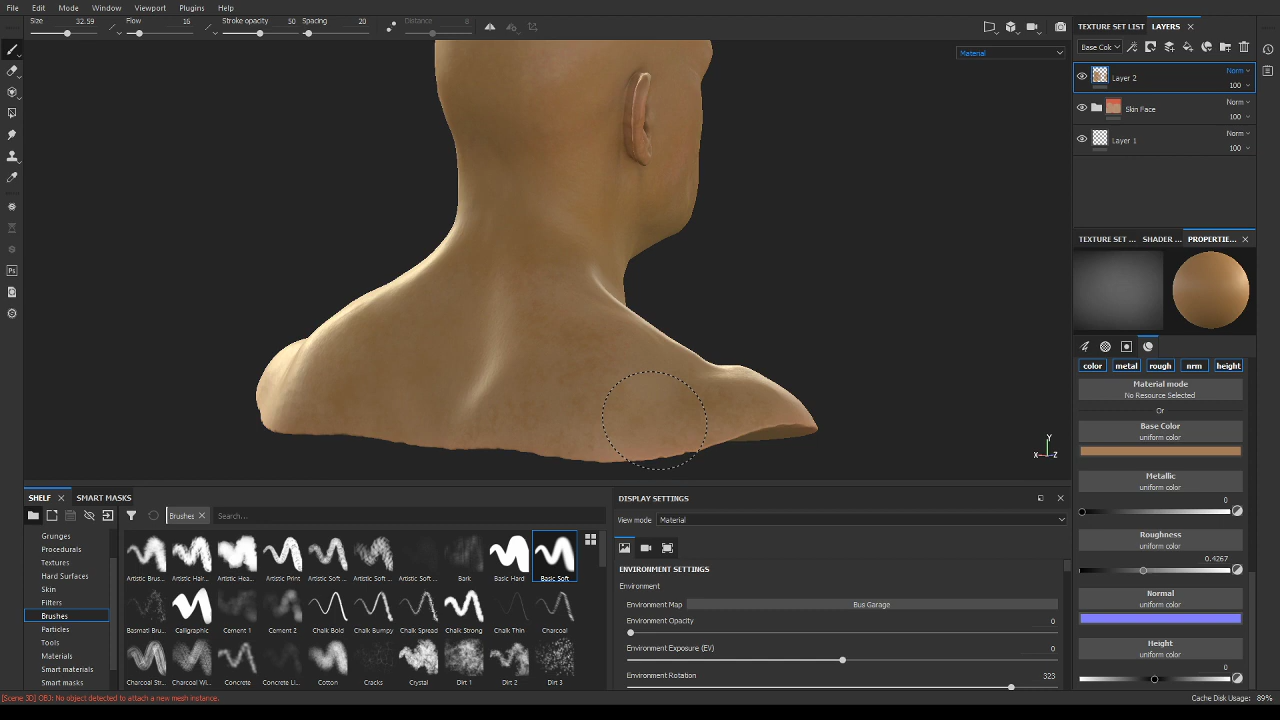 File Edit Mode Window Viewport Plugins Help
Size 32.59 Flow 16 Stroke opacity 50 Spacing 20 Distance 8
Material
TEXTURE SET LIST LAYERS
Base Col
Layer 2 Norm 100
Skin Face Norm 100
Layer 1 Norm 100
TEXTURE SET ... SHADER ... PROPERTIE...
color metal rough nrm height
Material mode
No Resource Selected
Or
Base Color
uniform color
Metallic
uniform color
0
Roughness
uniform color
0.4267
Normal
uniform color
Height
uniform color
0
Ps
Y
X Z
SHELF SMART MASKS
Brushes Search...
Grunges
Procedurals
Textures
Hard Surfaces
Skin
Filters
Brushes
Particles
Tools
Materials
Smart materials
Smart masks
Artistic Brus... Artistic Hair... Artistic Hea... Artistic Print Artistic Soft ... Artistic Soft ... Artistic Soft ... Bark Basic Hard Basic Soft
Basmati Bru... Calligraphic Cement 1 Cement 2 Chalk Bold Chalk Bumpy Chalk Spread Chalk Strong Chalk Thin Charcoal
Charcoal Str... Charcoal Wi... Concrete Concrete Li... Cotton Cracks Crystal Dirt 1 Dirt 2 Dirt 3
DISPLAY SETTINGS
View mode Material
ENVIRONMENT SETTINGS
Environment
Environment Map Bus Garage
Environment Opacity 0
Environment Exposure (EV) 0
Environment Rotation 323
[Scene 3D] OBJ: No object detected to attach a new mesh instance.
Cache Disk Usage: 89%